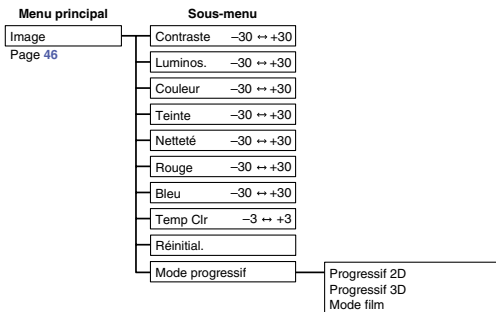 Menu principal Sous-menu
Image
Page 46
Contraste –30 ↔ +30
Luminos. –30 ↔ +30
Couleur –30 ↔ +30
Teinte –30 ↔ +30
Netteté –30 ↔ +30
Rouge –30 ↔ +30
Bleu –30 ↔ +30
Temp Clr –3 ↔ +3
Réinitial.
Mode progressif
Progressif 2D
Progressif 3D
Mode film